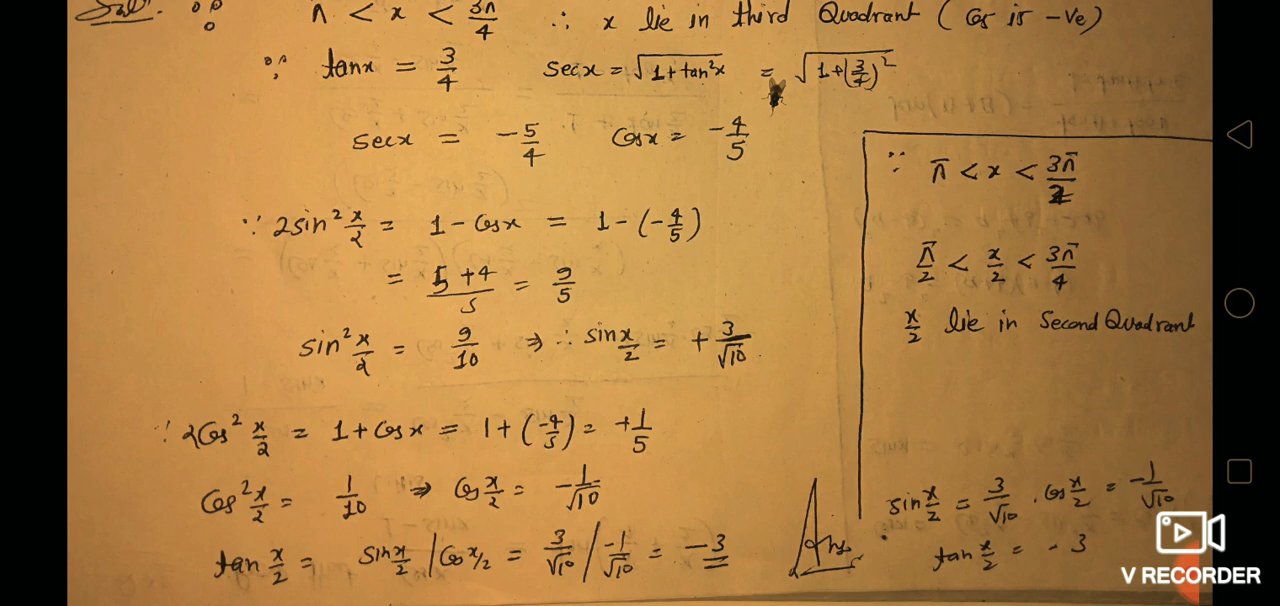 Sol:
π < x < 3π/4 ∴ x lie in third Quadrant ( Cos is -Ve)
∵ tanx = 3/4 secx = √(1+tan²x) = √(1+(3/4)²)
secx = -5/4 Cosx = -4/5
∵ 2sin² x/2 = 1 - Cosx = 1-(-4/5)
= (5+4)/5 = 9/5
sin² x/2 = 9/10 ⇒ ∴ sin x/2 = + 3/√10
∵ 2Cos² x/2 = 1+Cosx = 1+(-4/5) = +1/5
Cos² x/2 = 1/10 ⇒ Cos x/2 = -1/√10
tan x/2 = Sin x/2 / Cos x/2 = 3/√10 / -1/√10 = -3
Ans.
∵ π < x < 3π/2
π/2 < x/2 < 3π/4
x/2 lie in Second Quadrant
sin x/2 = 3/√10 . Cos x/2 = -1/√10
tan x/2 = - 3
V RECORDER